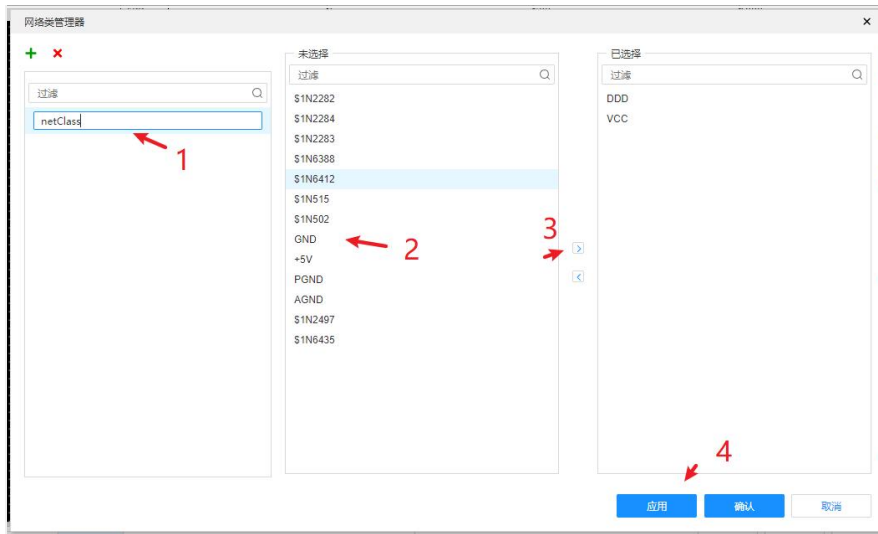 网络类管理器
过滤
netClass
1
未选择
过滤
$1N2282
$1N2284
$1N2283
$1N6388
$1N6412
$1N515
$1N502
GND
+5V
PGND
AGND
$1N2497
$1N6435
2
3
已选择
过滤
DDD
VCC
4
应用
确认
取消